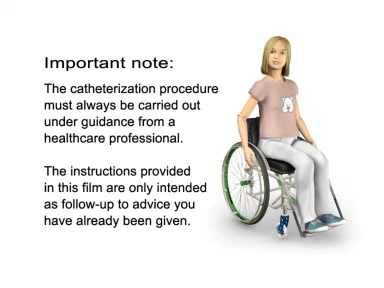 Important note:
The catheterization procedure
must always be carried out
under guidance from a
healthcare professional.
The instructions provided
in this film are only intended
as follow-up to advice you
have already been given.